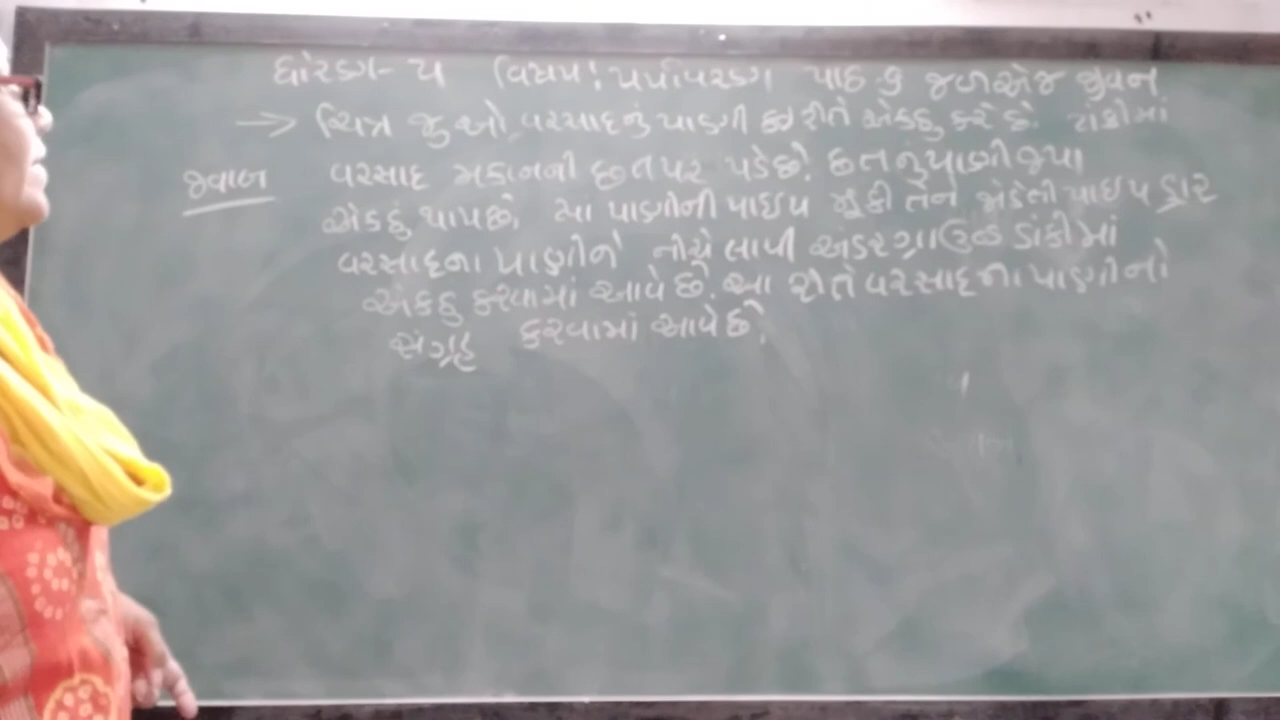 ધોરણ- ૫ વિષય: પર્યાવરણ પાઠ-૬ જળ એજ જીવન
→ ચિત્ર જુઓ, વરસાદનું પાણી કઈ રીતે એકઠું કરે છે. ટાંકીમાં
જવાબ વરસાદ મકાનની છત પર પડે છે. છતનું પાણી જ્યાં
એકઠું થાય છે, ત્યા પાણીની પાઇપ મૂકી તેને જોડેલી પાઇપ દ્વાર
વરસાદના પાણીને નીચે લાવી અંડરગ્રાઉન્ડ ટાંકીમાં
એકઠુ કરવામાં આવે છે. આ રીતે વરસાદના પાણીનો
સંગ્રહ કરવામાં આવે છે.